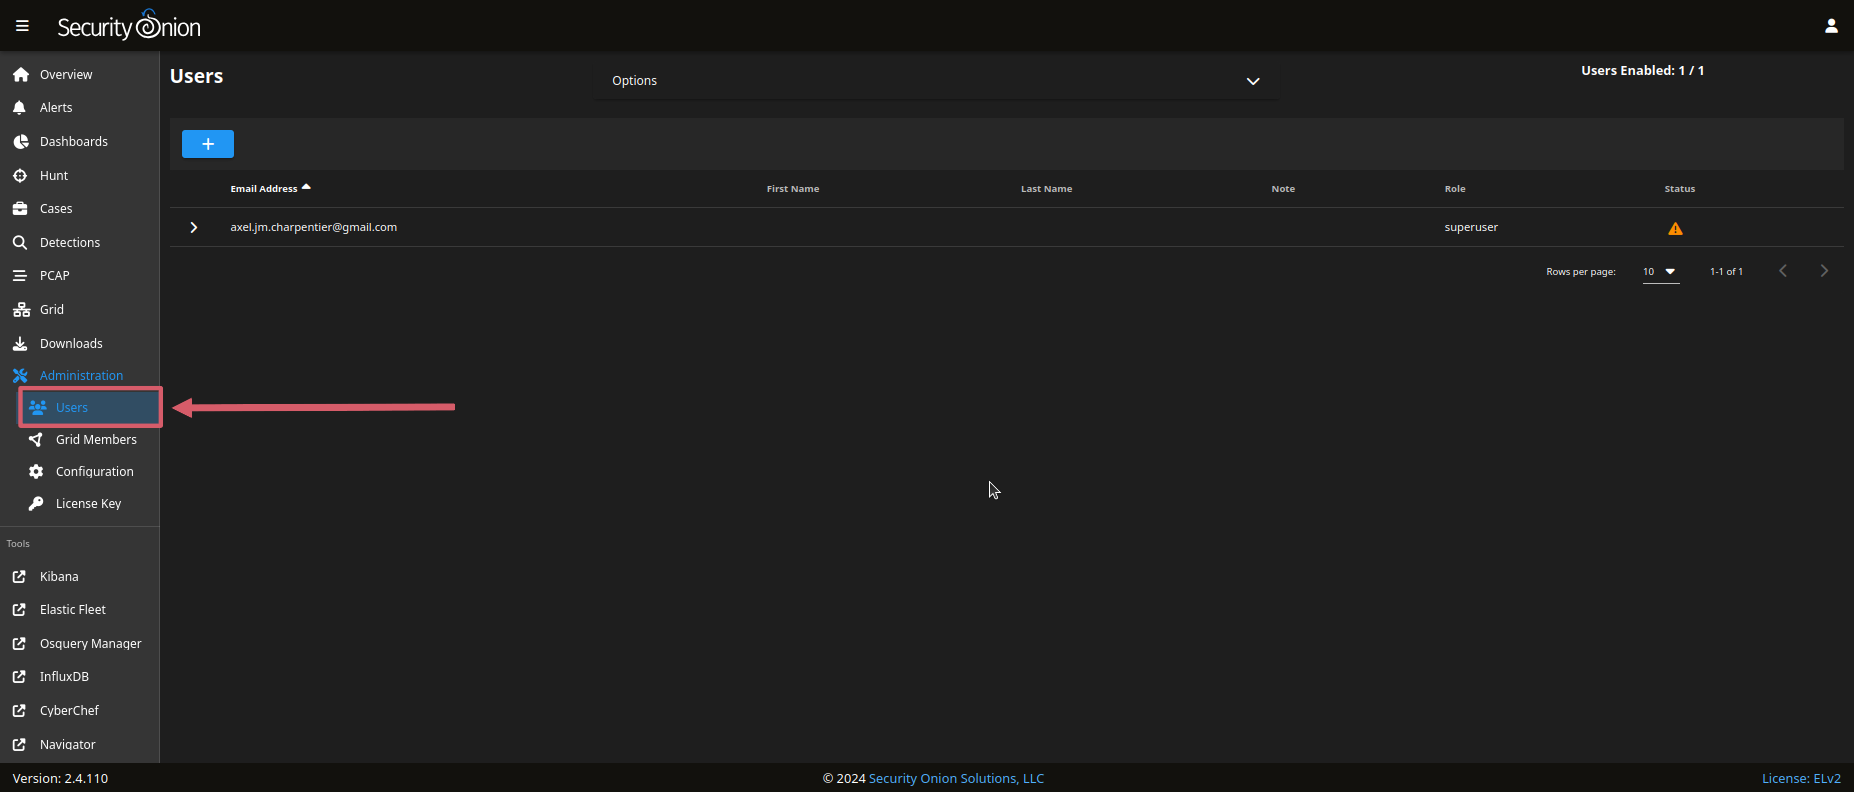 Security Onion
Overview
Alerts
Dashboards
Hunt
Cases
Detections
PCAP
Grid
Downloads
Administration
Users
Grid Members
Configuration
License Key
Tools
Kibana
Elastic Fleet
Osquery Manager
InfluxDB
CyberChef
Navigator
Users
Options
Users Enabled: 1 / 1
+
Email Address First Name Last Name Note Role Status
axel.jm.charpentier@gmail.com superuser
Rows per page: 10 1-1 of 1
Version: 2.4.110 © 2024 Security Onion Solutions, LLC License: ELv2